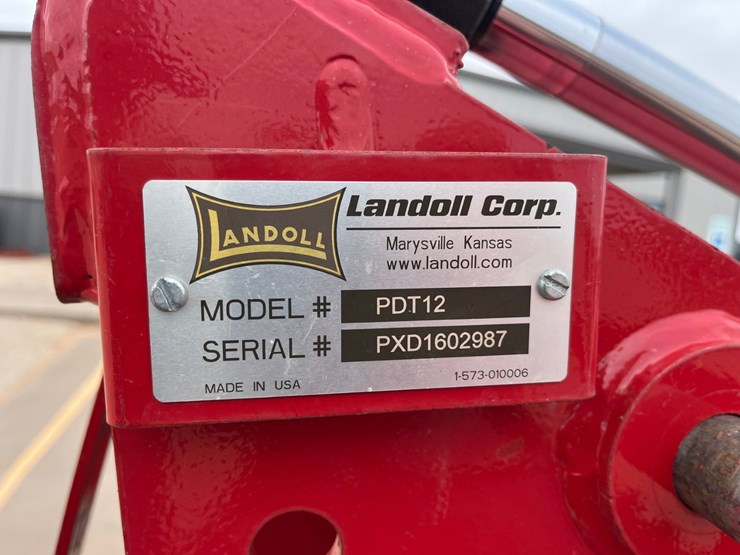 LANDOLL
Landoll Corp.
Marysville Kansas
www.landoll.com
MODEL # PDT12
SERIAL # PXD1602987
MADE IN USA 1-573-010006